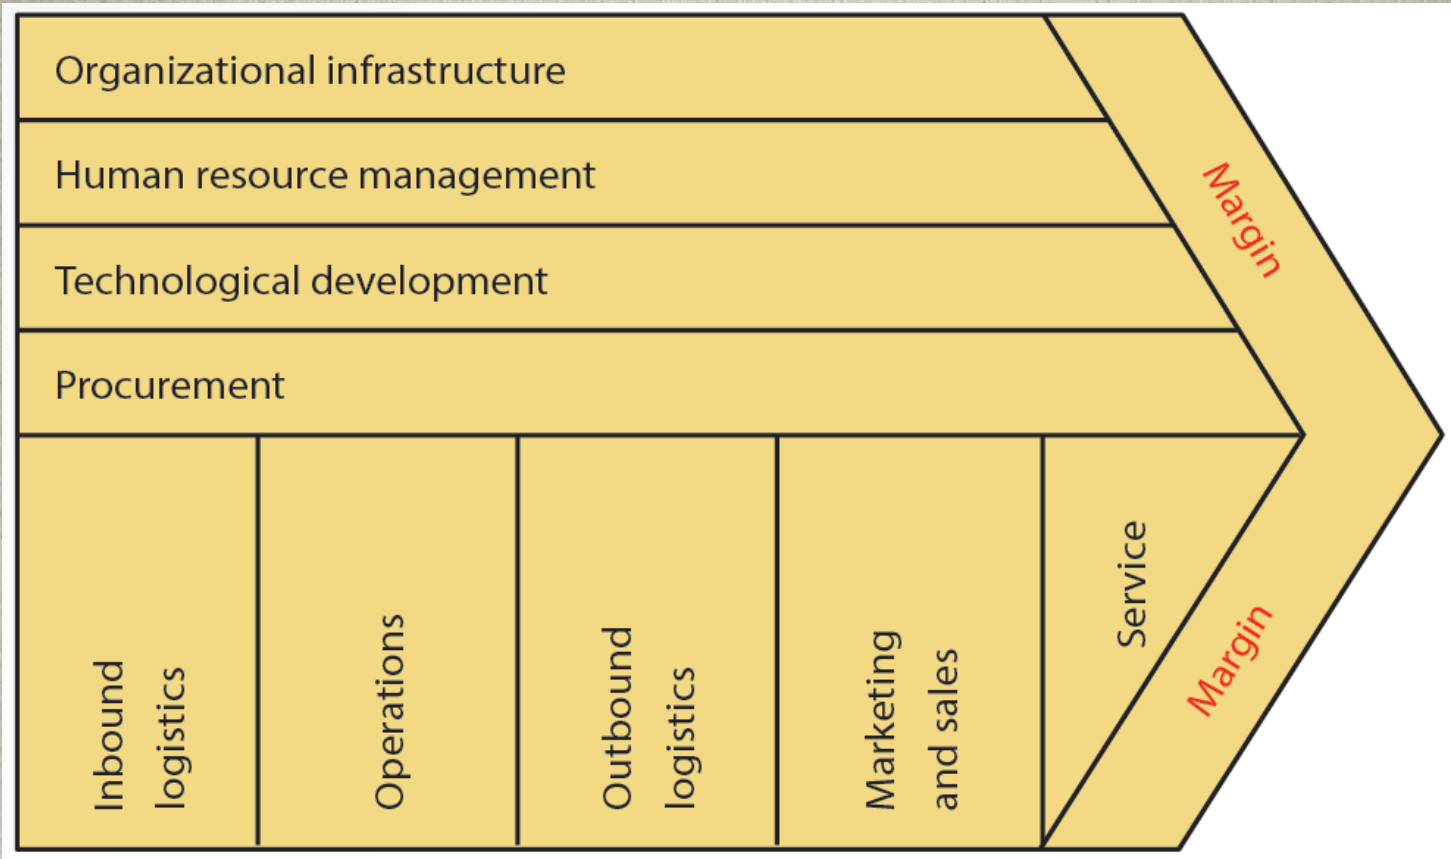 Organizational infrastructure
Human resource management
Technological development
Procurement
Margin
Inbound
logistics
Operations
Outbound
logistics
Marketing
and sales
Service
Margin